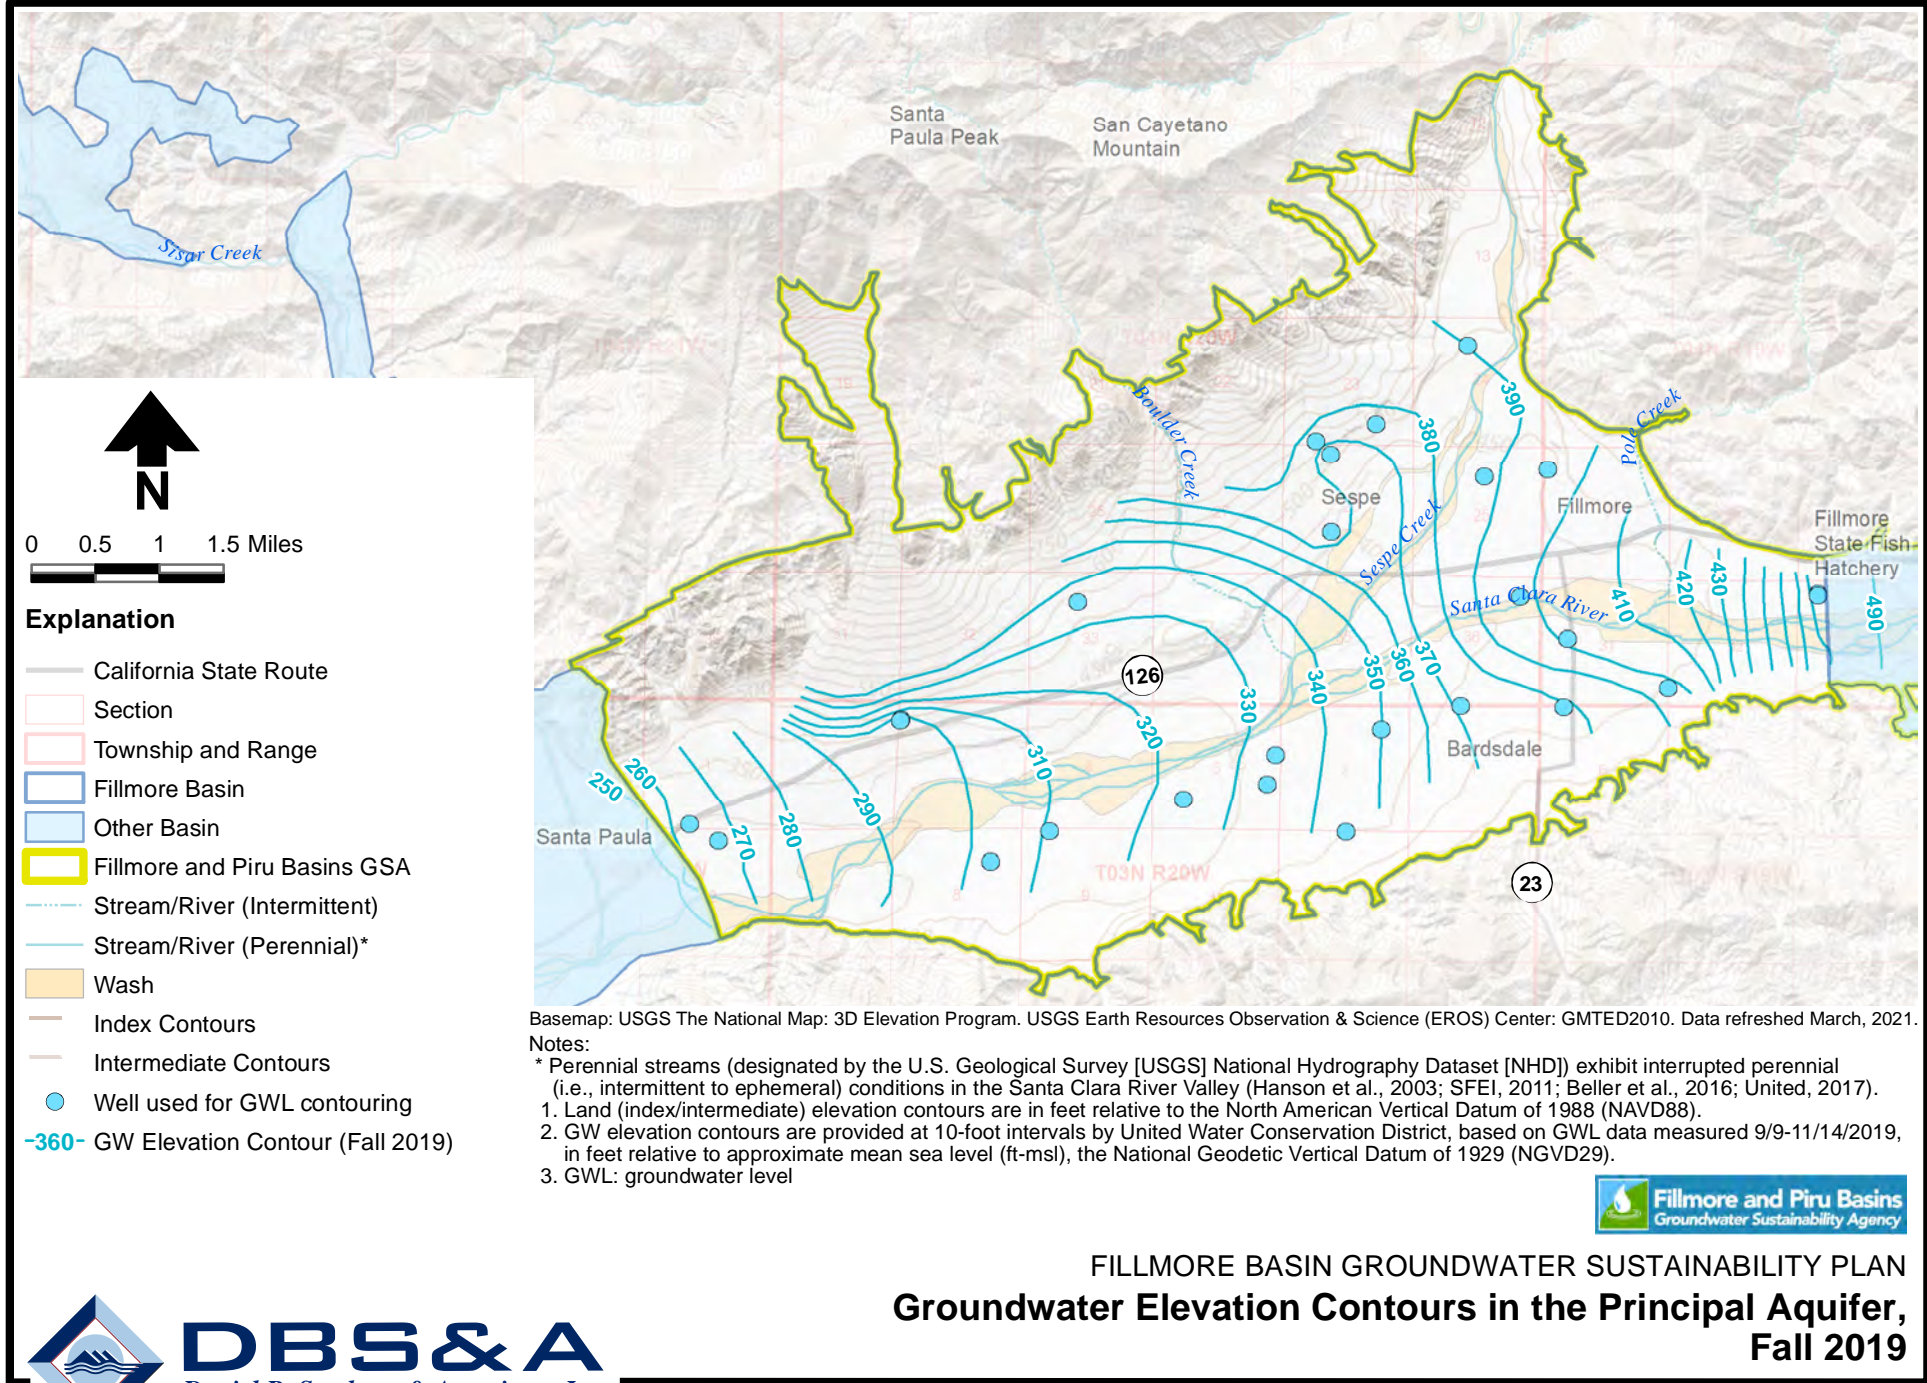 Santa
Paula Peak
San Cayetano
Mountain
Sisar Creek
Boulder Creek
Pole Creek
Sespe
Sespe Creek
Fillmore
Fillmore
State Fish
Hatchery
Santa Clara River
Bardsdale
Santa Paula
T03N R20W
126
23
13
19
390
380
410
420
430
490
370
360
350
340
330
320
310
290
280
270
260
250
N
0 0.5 1 1.5 Miles
Explanation
California State Route
Section
Township and Range
Fillmore Basin
Other Basin
Fillmore and Piru Basins GSA
Stream/River (Intermittent)
Stream/River (Perennial)*
Wash
Index Contours
Intermediate Contours
Well used for GWL contouring
-360- GW Elevation Contour (Fall 2019)
Basemap: USGS The National Map: 3D Elevation Program. USGS Earth Resources Observation & Science (EROS) Center: GMTED2010. Data refreshed March, 2021.
Notes:
* Perennial streams (designated by the U.S. Geological Survey [USGS] National Hydrography Dataset [NHD]) exhibit interrupted perennial
(i.e., intermittent to ephemeral) conditions in the Santa Clara River Valley (Hanson et al., 2003; SFEI, 2011; Beller et al., 2016; United, 2017).
1. Land (index/intermediate) elevation contours are in feet relative to the North American Vertical Datum of 1988 (NAVD88).
2. GW elevation contours are provided at 10-foot intervals by United Water Conservation District, based on GWL data measured 9/9-11/14/2019,
in feet relative to approximate mean sea level (ft-msl), the National Geodetic Vertical Datum of 1929 (NGVD29).
3. GWL: groundwater level
Fillmore and Piru Basins
Groundwater Sustainability Agency
FILLMORE BASIN GROUNDWATER SUSTAINABILITY PLAN
Groundwater Elevation Contours in the Principal Aquifer,
Fall 2019
DBS&A